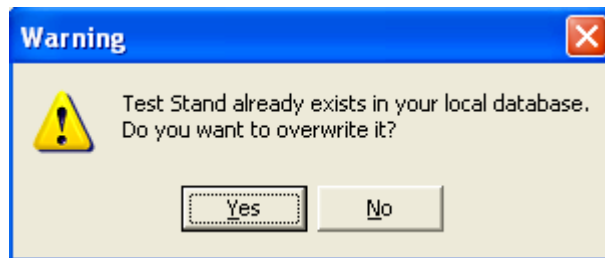 Warning
Test Stand already exists in your local database.
Do you want to overwrite it?
Yes
No